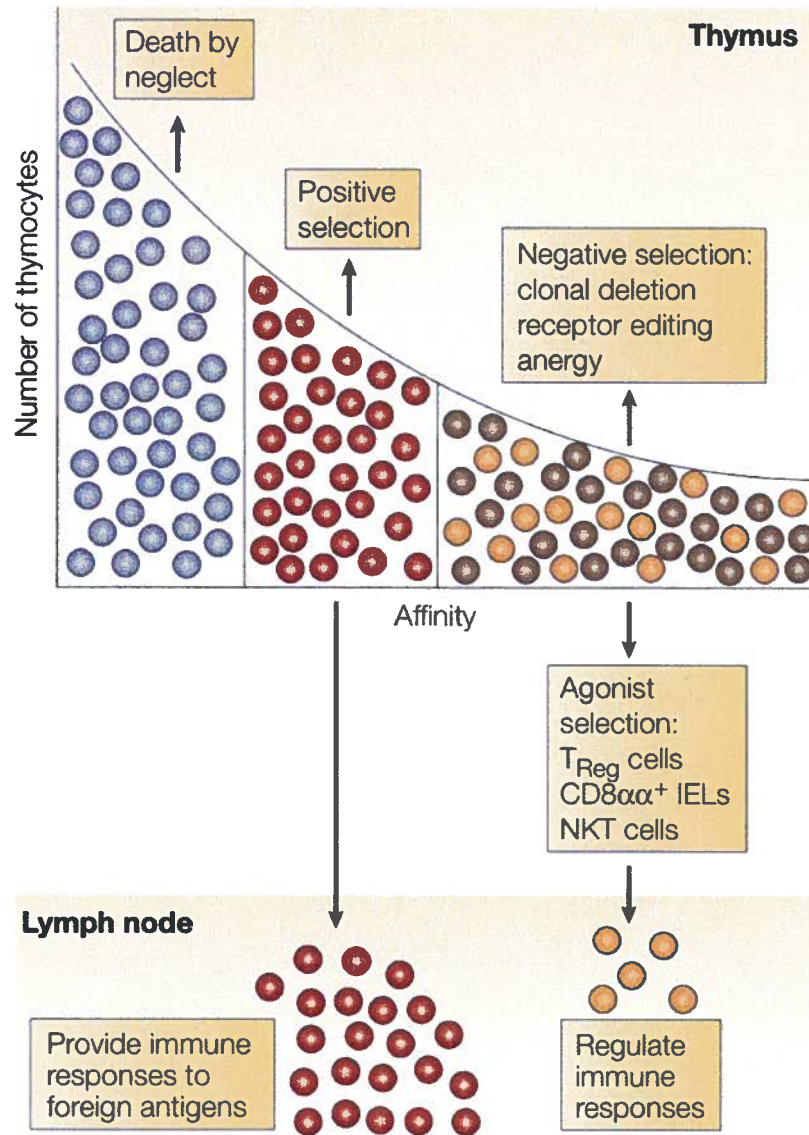 Thymus
Death by
neglect
Positive
selection
Negative selection:
clonal deletion
receptor editing
anergy
Number of thymocytes
Affinity
Agonist
selection:
TReg cells
CD8αα+ IELs
NKT cells
Lymph node
Provide immune
responses to
foreign antigens
Regulate
immune
responses